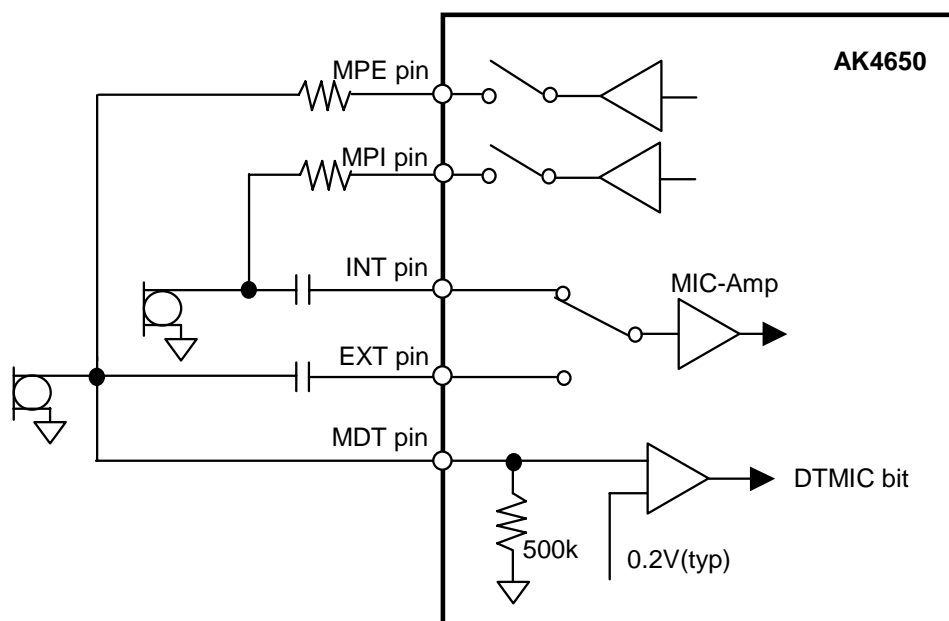 AK4650
MPE pin
MPI pin
INT pin
MIC-Amp
EXT pin
MDT pin
DTMIC bit
500k
0.2V(typ)